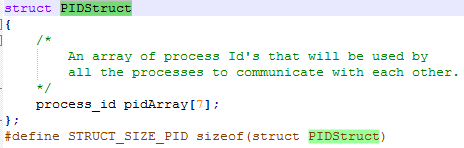 struct PIDStruct
{
/*
An array of process Id's that will be used by
all the processes to communicate with each other.
*/
process_id pidArray[7];
};
#define STRUCT_SIZE_PID sizeof(struct PIDStruct)